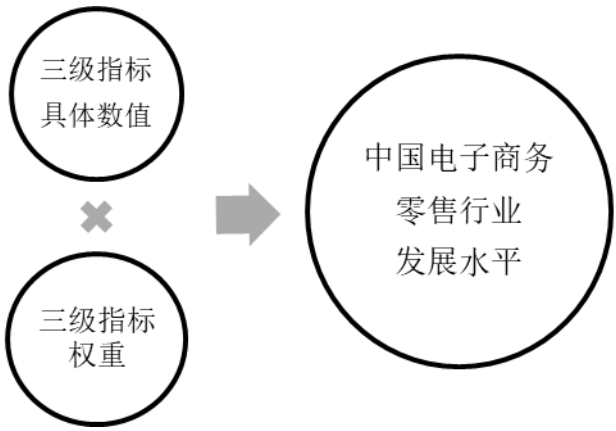 三级指标
具体数值
三级指标
权重
中国电子商务
零售行业
发展水平